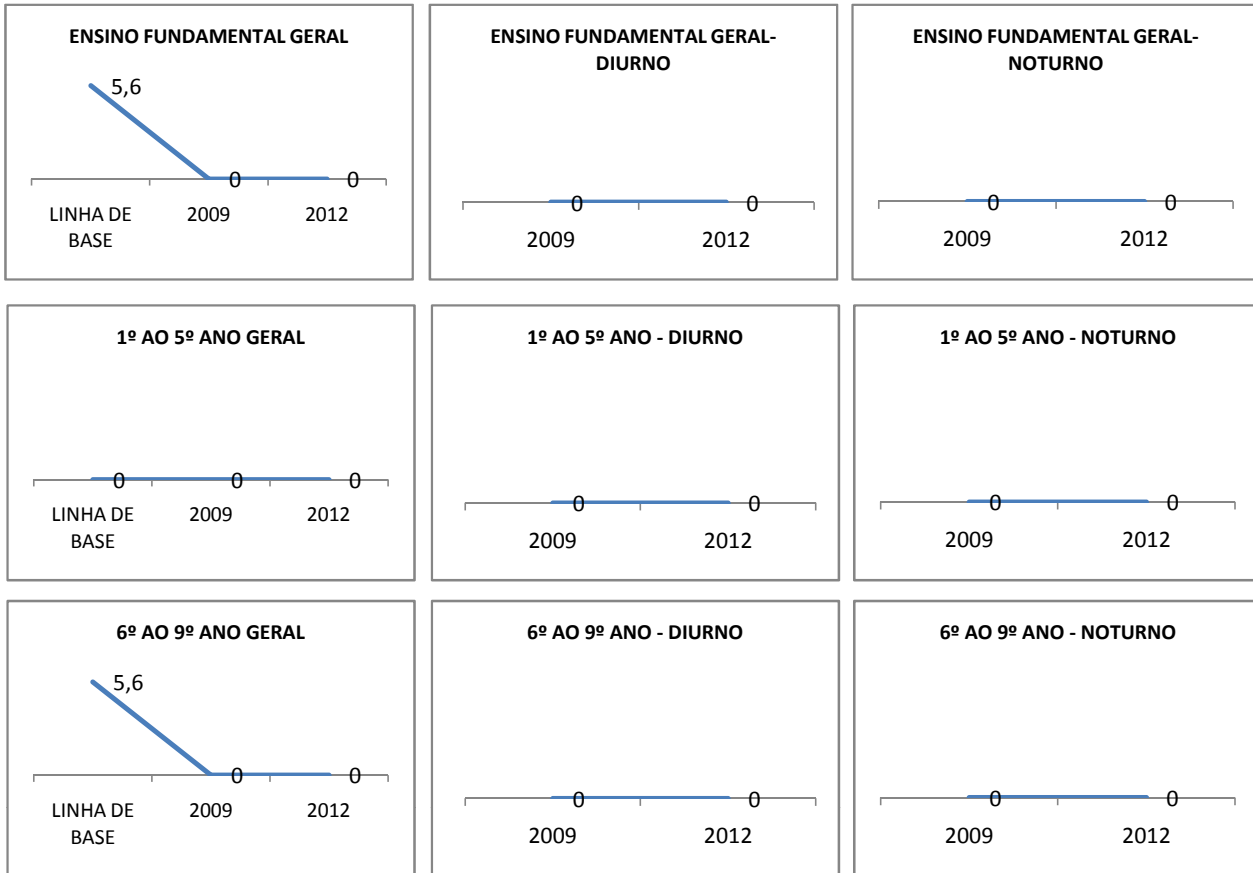 ENSINO FUNDAMENTAL GERAL
5,6
0
0
LINHA DE
BASE
2009
2012
ENSINO FUNDAMENTAL GERAL-
DIURNO
0
0
2009
2012
ENSINO FUNDAMENTAL GERAL-
NOTURNO
0
0
2009
2012
1º AO 5º ANO GERAL
0
0
0
LINHA DE
BASE
2009
2012
1º AO 5º ANO - DIURNO
0
0
2009
2012
1º AO 5º ANO - NOTURNO
0
0
2009
2012
6º AO 9º ANO GERAL
5,6
0
0
LINHA DE
BASE
2009
2012
6º AO 9º ANO - DIURNO
0
0
2009
2012
6º AO 9º ANO - NOTURNO
0
0
2009
2012